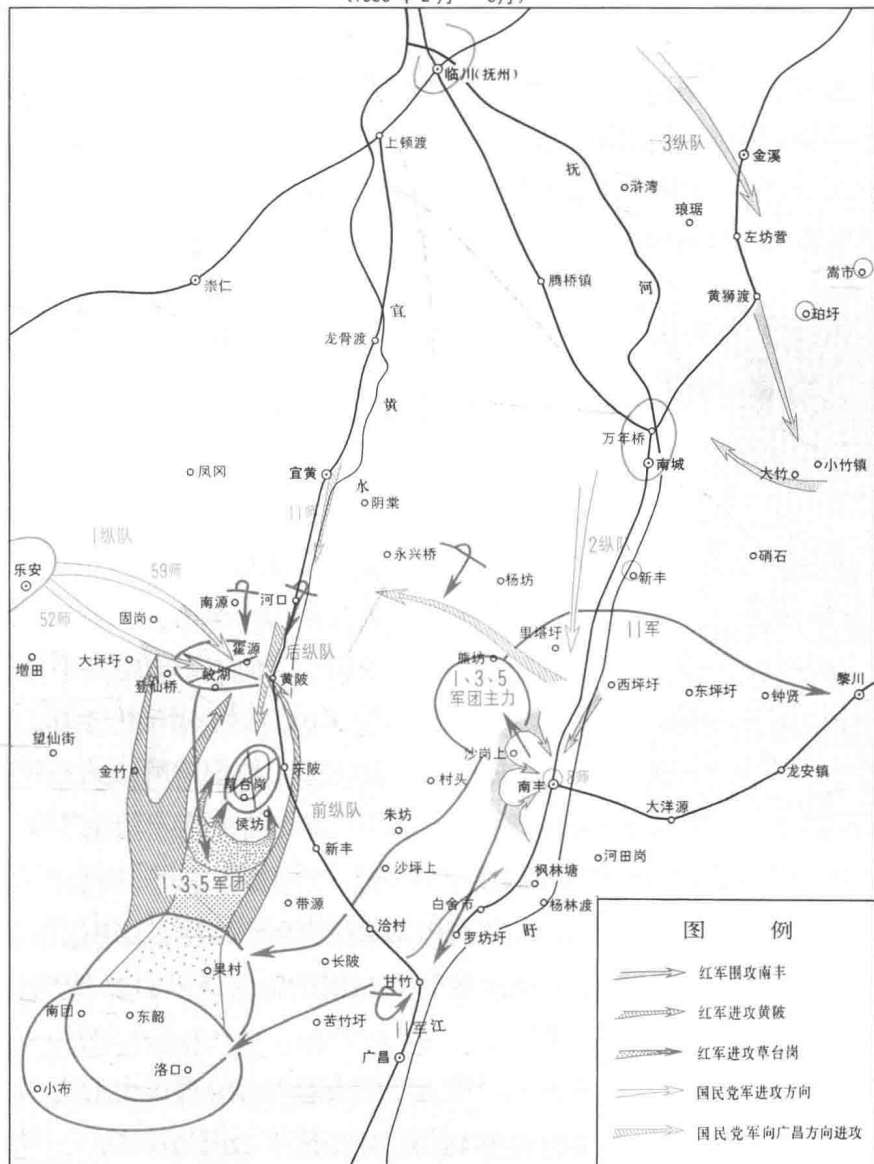 临川(抚州)
上顿渡
3纵队
金溪
抚
浒湾
琅琚
左坊营
嵩市
崇仁
腾桥镇
河
黄狮渡
珀圩
宜
龙骨渡
黄
万年桥
南城
大竹
小竹镇
凤冈
宜黄
水
阴棠
11师
1纵队
永兴桥
杨坊
2纵队
新丰
硝石
乐安
59师
南源
河口
52师
固岗
里塔圩
11军
霍源
后纵队
熊坊
增田
大坪圩
登仙桥
蛟湖
黄陂
1、3、5
军团主力
西坪圩
东坪圩
钟贤
黎川
望仙街
金竹
东陂
沙岗上
村头
南丰
8师
龙安镇
草台岗
侯坊
前纵队
朱坊
大洋源
新丰
沙坪上
河田岗
1、3、5军团
枫林塘
带源
白舍市
杨林渡
洽村
罗坊圩
盱
吴村
长陂
甘竹
南团
东韶
苦竹圩
11军
江
洛口
广昌
小布
图 例
红军围攻南丰
红军进攻黄陂
红军进攻草台岗
国民党军进攻方向
国民党军向广昌方向进攻